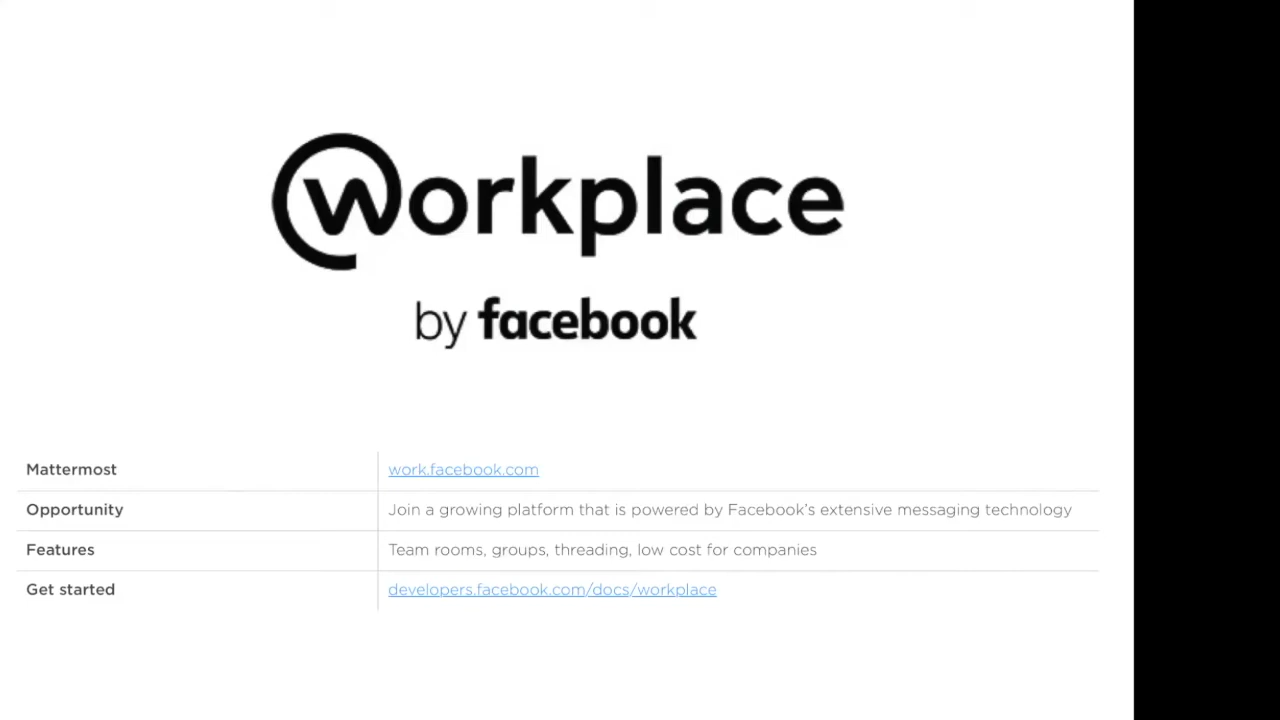 workplace
by facebook
Mattermost work.facebook.com
Opportunity Join a growing platform that is powered by Facebook’s extensive messaging technology
Features Team rooms, groups, threading, low cost for companies
Get started developers.facebook.com/docs/workplace